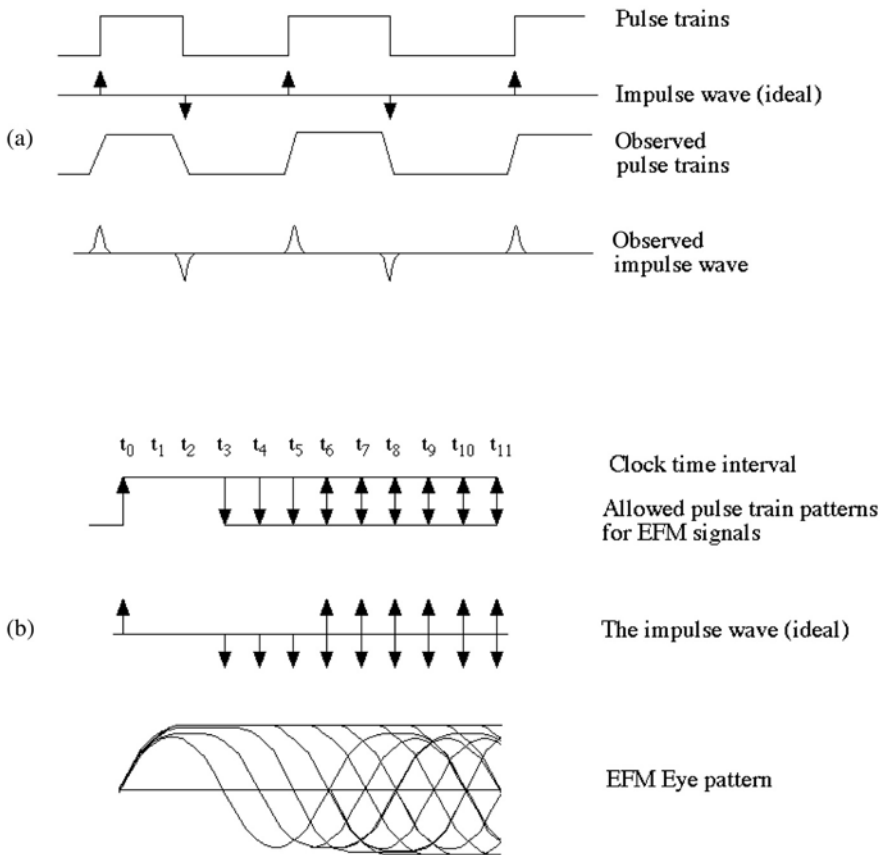 Pulse trains
Impulse wave (ideal)
(a)
Observed
pulse trains
Observed
impulse wave
t0 t1 t2 t3 t4 t5 t6 t7 t8 t9 t10 t11
Clock time interval
Allowed pulse train patterns
for EFM signals
(b)
The impulse wave (ideal)
EFM Eye pattern